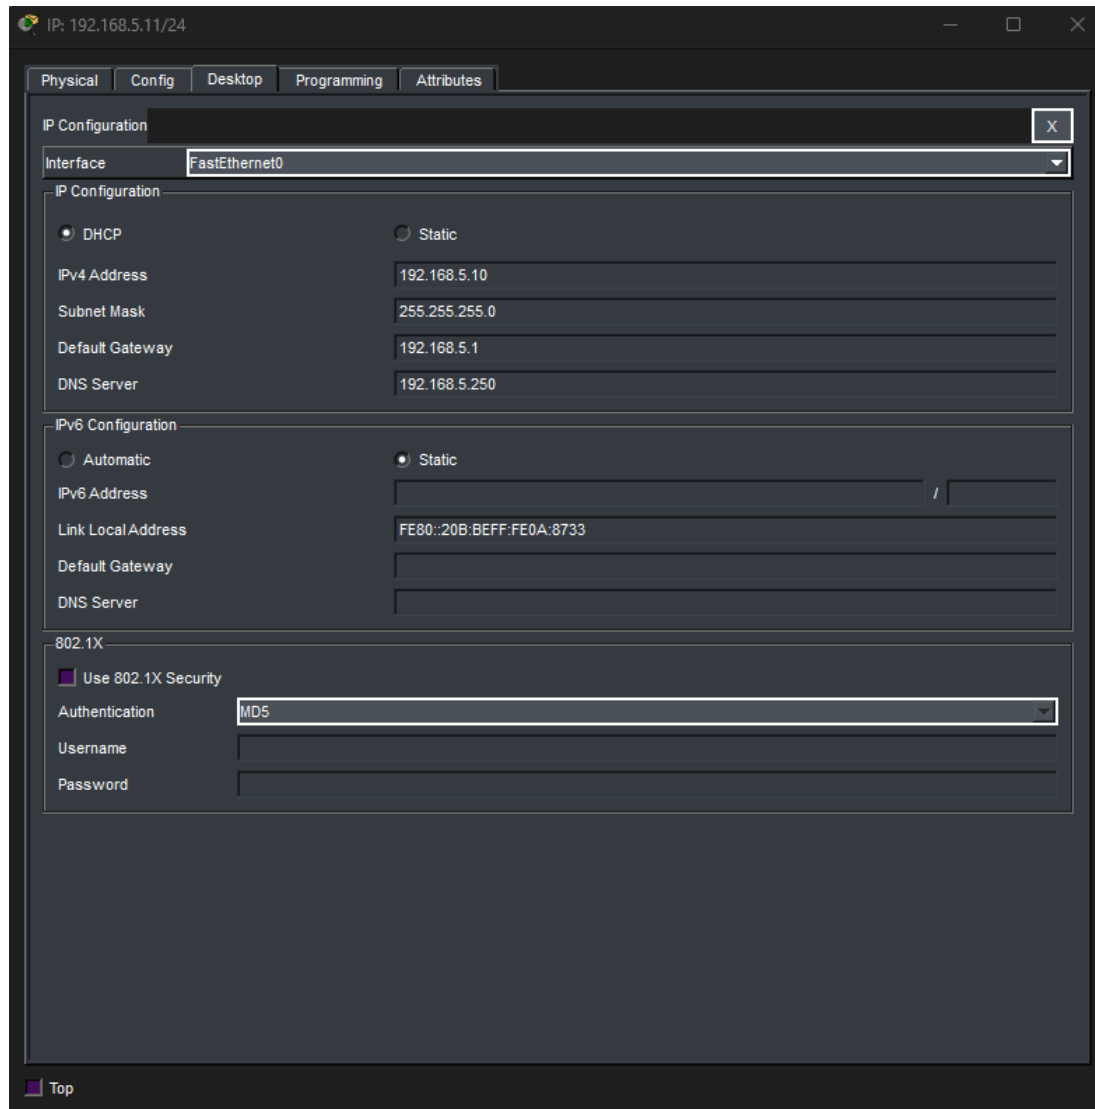 IP: 192.168.5.11/24
Physical Config Desktop Programming Attributes
IP Configuration X
Interface FastEthernet0
IP Configuration
DHCP Static
IPv4 Address 192.168.5.10
Subnet Mask 255.255.255.0
Default Gateway 192.168.5.1
DNS Server 192.168.5.250
IPv6 Configuration
Automatic Static
IPv6 Address /
Link Local Address FE80::20B:BEFF:FE0A:8733
Default Gateway
DNS Server
802.1X
Use 802.1X Security
Authentication MD5
Username
Password
Top